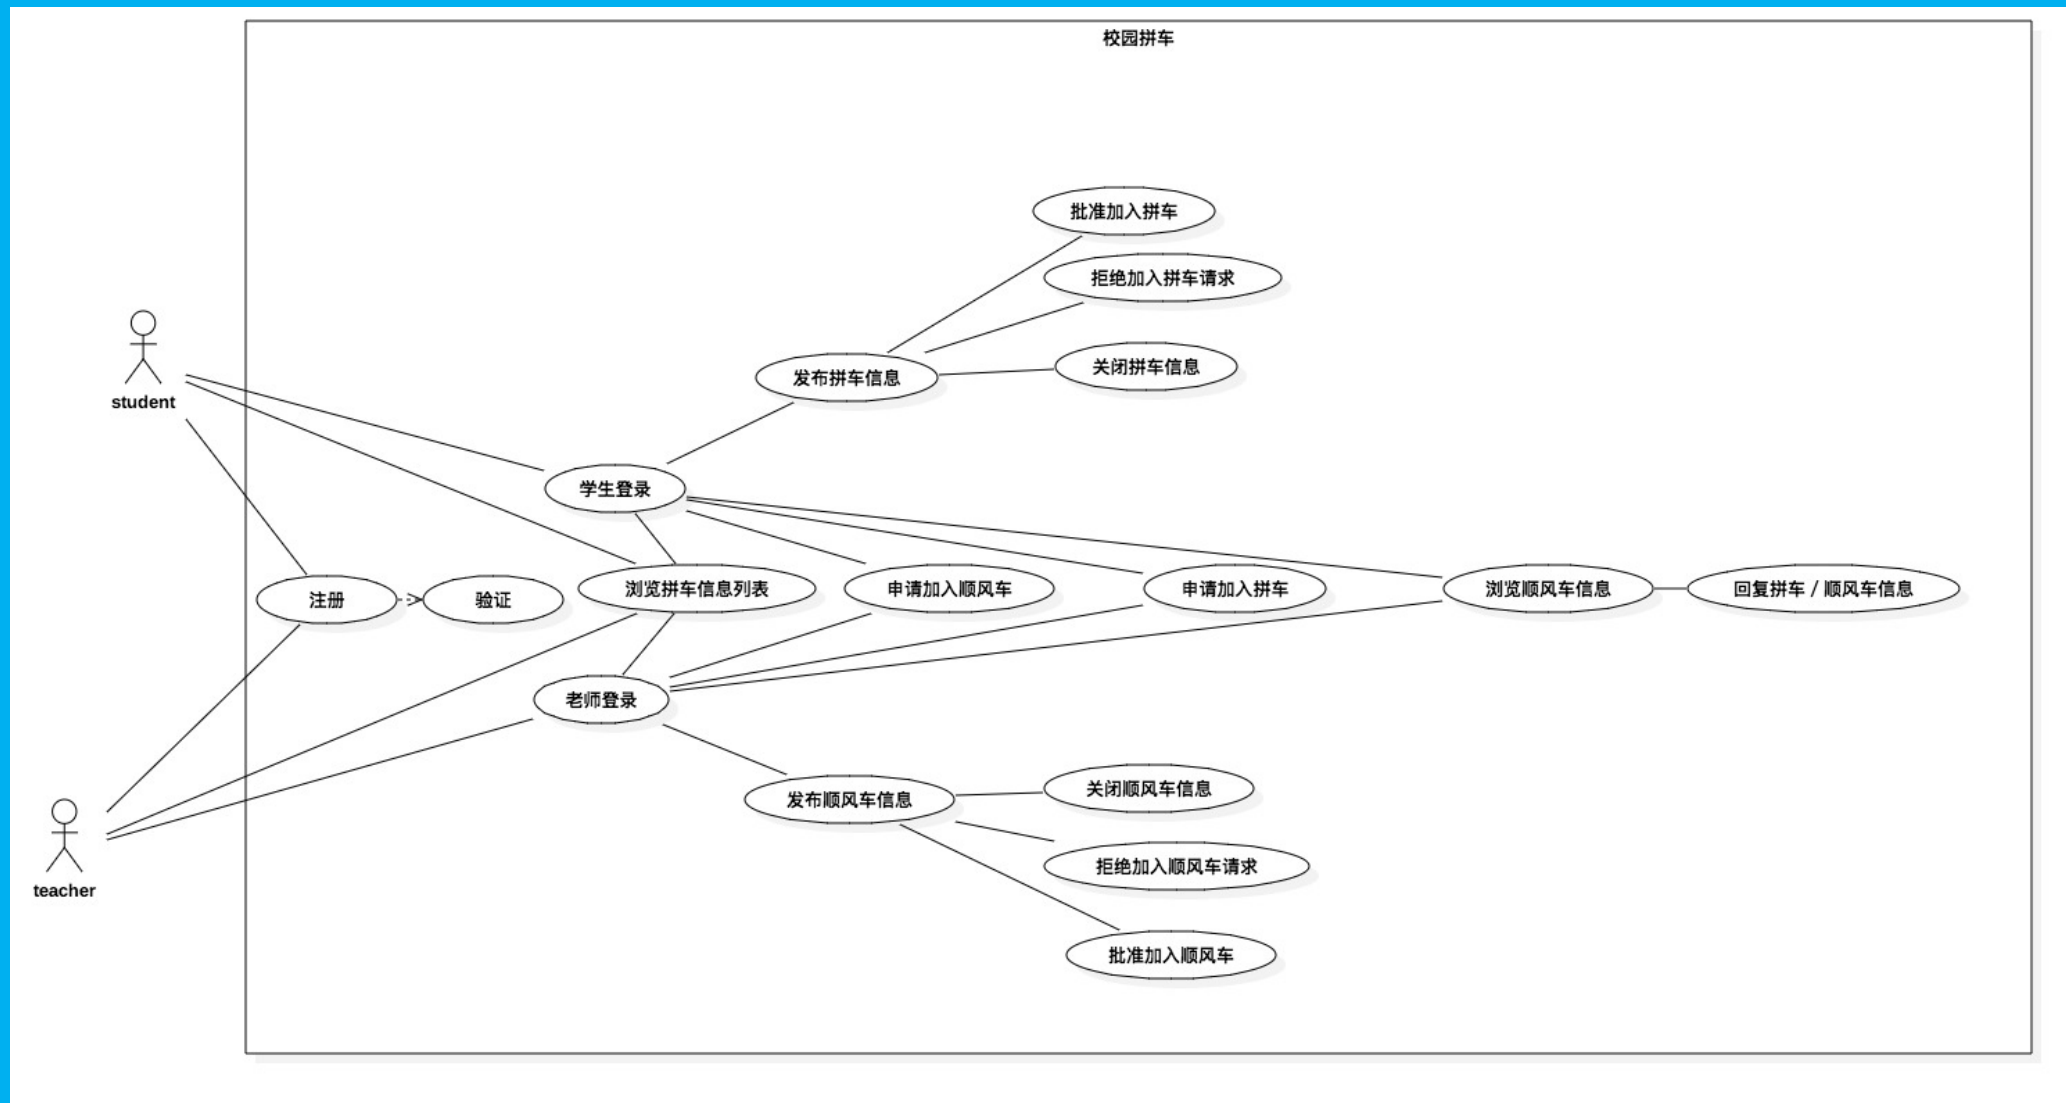 校园拼车
批准加入拼车
拒绝加入拼车请求
关闭拼车信息
发布拼车信息
student
学生登录
注册
验证
浏览拼车信息列表
申请加入顺风车
申请加入拼车
浏览顺风车信息
回复拼车 / 顺风车信息
老师登录
发布顺风车信息
关闭顺风车信息
拒绝加入顺风车请求
teacher
批准加入顺风车